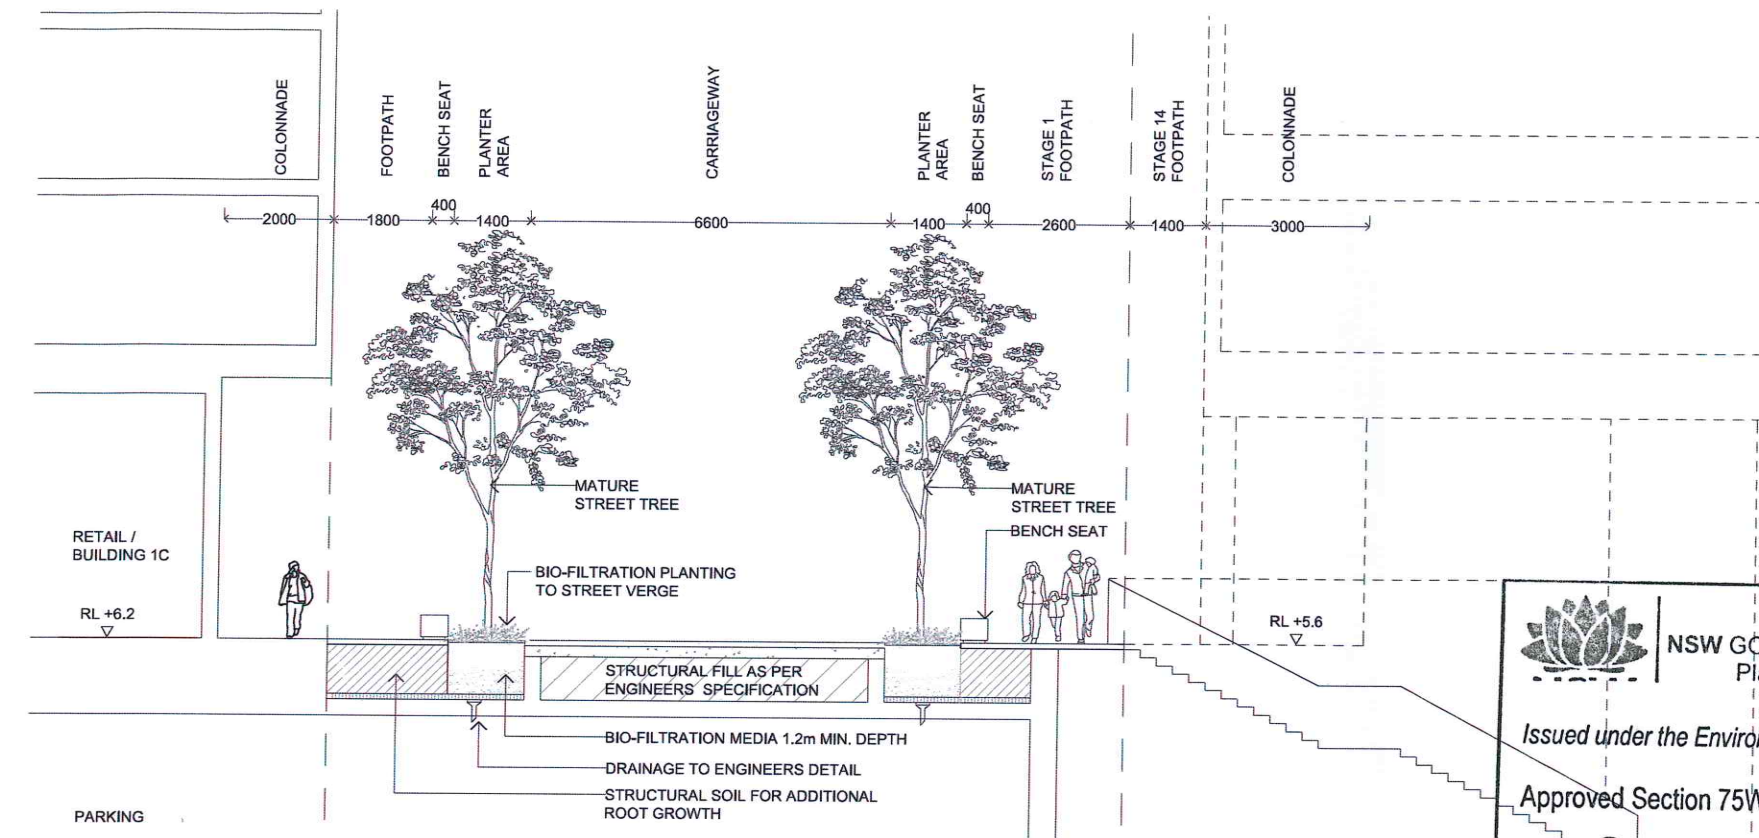 COLONNADE
FOOTPATH
BENCH SEAT
PLANTER
AREA
CARRIAGEWAY
PLANTER
AREA
BENCH SEAT
STAGE 1
FOOTPATH
STAGE 14
FOOTPATH
COLONNADE
2000
1800
400
1400
6600
1400
400
2600
1400
3000
MATURE
STREET TREE
MATURE
STREET TREE
BENCH SEAT
RETAIL /
BUILDING 1C
BIO-FILTRATION PLANTING
TO STREET VERGE
RL +6.2
RL +5.6
STRUCTURAL FILL AS PER
ENGINEERS SPECIFICATION
BIO-FILTRATION MEDIA 1.2m MIN. DEPTH
DRAINAGE TO ENGINEERS DETAIL
STRUCTURAL SOIL FOR ADDITIONAL
ROOT GROWTH
PARKING
NSW GO
Pla
Issued under the Enviro
Approved Section 75W